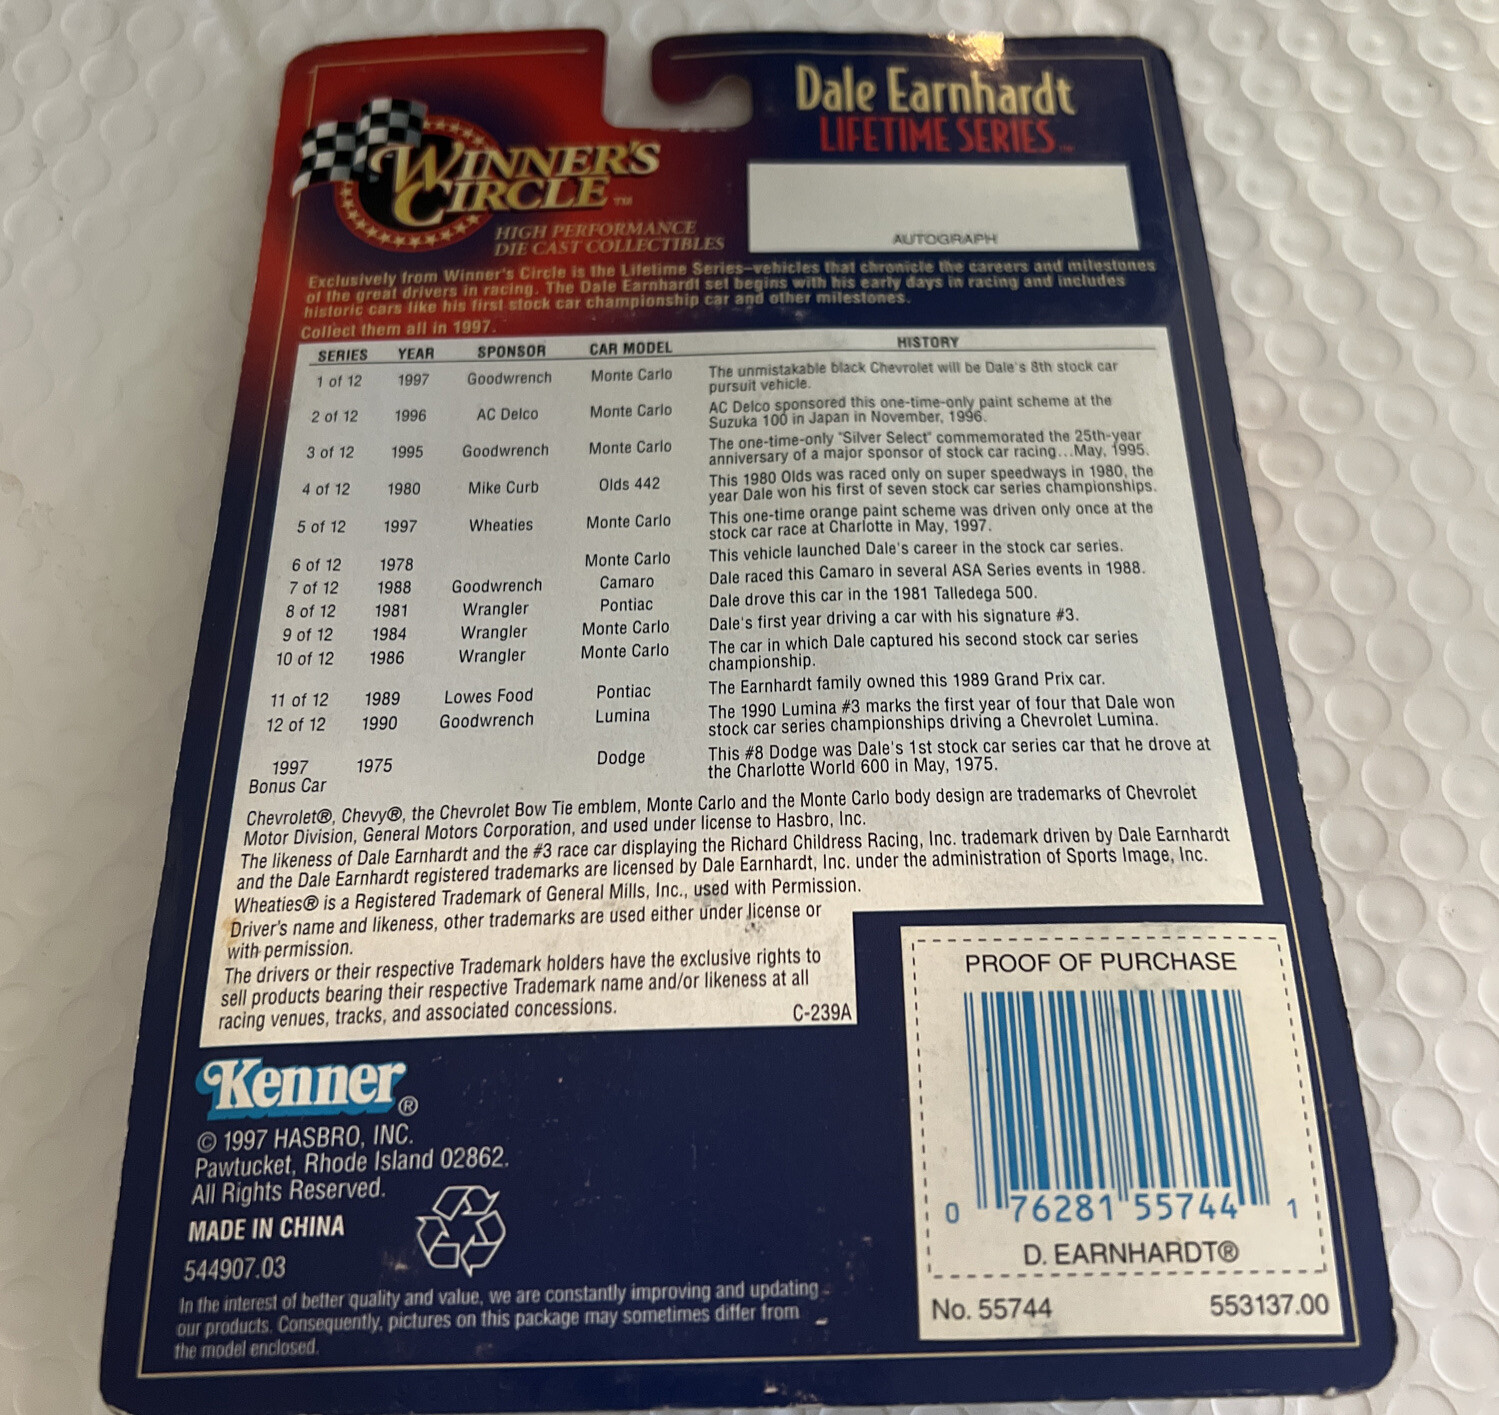 Dale Earnhardt
LIFETIME SERIES™
WINNER'S
CIRCLE™
HIGH PERFORMANCE
DIE CAST COLLECTIBLES
AUTOGRAPH
Exclusively from Winner's Circle is the Lifetime Series–vehicles that chronicle the careers and milestones
of the great drivers in racing. The Dale Earnhardt set begins with his early days in racing and includes
historic cars like his first stock car championship car and other milestones.
Collect them all in 1997.
SERIES YEAR SPONSOR CAR MODEL HISTORY
1 of 12 1997 Goodwrench Monte Carlo The unmistakable black Chevrolet will be Dale's 8th stock car
pursuit vehicle.
2 of 12 1996 AC Delco Monte Carlo AC Delco sponsored this one-time-only paint scheme at the
Suzuka 100 in Japan in November, 1996.
3 of 12 1995 Goodwrench Monte Carlo The one-time-only "Silver Select" commemorated the 25th-year
anniversary of a major sponsor of stock car racing...May, 1995.
4 of 12 1980 Mike Curb Olds 442 This 1980 Olds was raced only on super speedways in 1980, the
year Dale won his first of seven stock car series championships.
5 of 12 1997 Wheaties Monte Carlo This one-time orange paint scheme was driven only once at the
stock car race at Charlotte in May, 1997.
6 of 12 1978 Monte Carlo This vehicle launched Dale's career in the stock car series.
7 of 12 1988 Goodwrench Camaro Dale raced this Camaro in several ASA Series events in 1988.
8 of 12 1981 Wrangler Pontiac Dale drove this car in the 1981 Talledega 500.
9 of 12 1984 Wrangler Monte Carlo Dale's first year driving a car with his signature #3.
10 of 12 1986 Wrangler Monte Carlo The car in which Dale captured his second stock car series
championship.
11 of 12 1989 Lowes Food Pontiac The Earnhardt family owned this 1989 Grand Prix car.
12 of 12 1990 Goodwrench Lumina The 1990 Lumina #3 marks the first year of four that Dale won
stock car series championships driving a Chevrolet Lumina.
1997 1975 Dodge This #8 Dodge was Dale's 1st stock car series car that he drove at
Bonus Car the Charlotte World 600 in May, 1975.
Chevrolet®, Chevy®, the Chevrolet Bow Tie emblem, Monte Carlo and the Monte Carlo body design are trademarks of Chevrolet
Motor Division, General Motors Corporation, and used under license to Hasbro, Inc.
The likeness of Dale Earnhardt and the #3 race car displaying the Richard Childress Racing, Inc. trademark driven by Dale Earnhardt
and the Dale Earnhardt registered trademarks are licensed by Dale Earnhardt, Inc. under the administration of Sports Image, Inc.
Wheaties® is a Registered Trademark of General Mills, Inc., used with Permission.
Driver's name and likeness, other trademarks are used either under license or
with permission.
The drivers or their respective Trademark holders have the exclusive rights to
sell products bearing their respective Trademark name and/or likeness at all
racing venues, tracks, and associated concessions.
C-239A
Kenner®
© 1997 HASBRO, INC.
Pawtucket, Rhode Island 02862.
All Rights Reserved.
MADE IN CHINA
544907.03
In the interest of better quality and value, we are constantly improving and updating
our products. Consequently, pictures on this package may sometimes differ from
the model enclosed.
PROOF OF PURCHASE
0 76281 55744 1
D. EARNHARDT®
No. 55744 553137.00